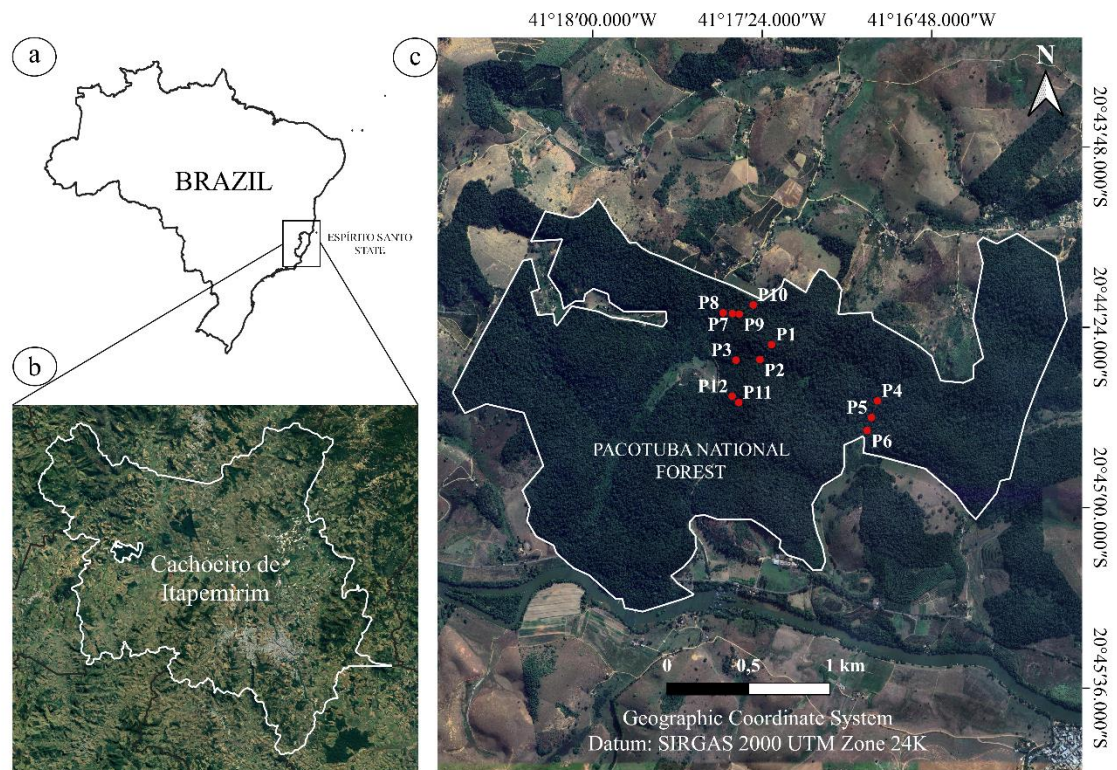 a
BRAZIL
ESPÍRITO SANTO
STATE
b
Cachoeiro de
Itapemirim
c
41°18'00.000"W
41°17'24.000"W
41°16'48.000"W
N
20°43'48.000"S
20°44'24.000"S
20°45'00.000"S
20°45'36.000"S
P10
P8
P7
P9
P1
P3
P2
P12
P11
P4
P5
P6
PACOTUBA NATIONAL
FOREST
0
0,5
1 km
Geographic Coordinate System
Datum: SIRGAS 2000 UTM Zone 24K